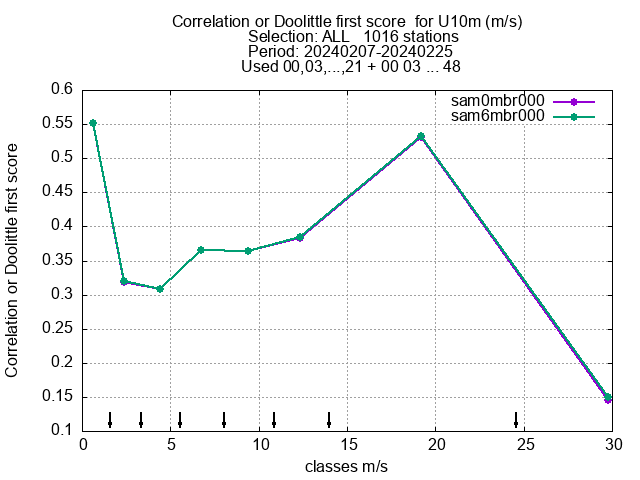 Correlation or Doolittle first score  for U10m (m/s)
Selection: ALL   1016 stations
Period: 20240207-20240225
Used 00,03,...,21 + 00 03 ... 48
sam0mbr000
sam6mbr000
Correlation or Doolittle first score
0.6
0.55
0.5
0.45
0.4
0.35
0.3
0.25
0.2
0.15
0.1
0 5 10 15 20 25 30
classes m/s